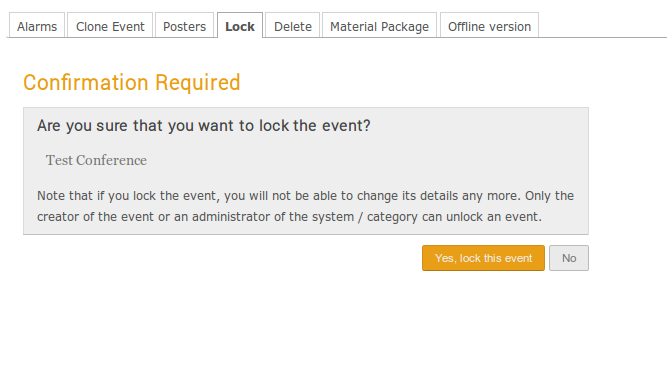 Alarms Clone Event Posters Lock Delete Material Package Offline version
Confirmation Required
Are you sure that you want to lock the event?
Test Conference
Note that if you lock the event, you will not be able to change its details any more. Only the
creator of the event or an administrator of the system / category can unlock an event.
Yes, lock this event No